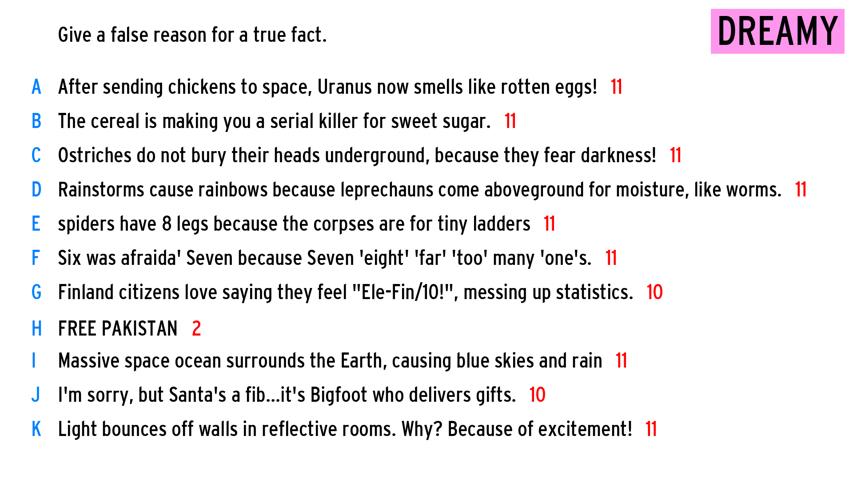 Give a false reason for a true fact.
DREAMY
A After sending chickens to space, Uranus now smells like rotten eggs! 11
B The cereal is making you a serial killer for sweet sugar. 11
C Ostriches do not bury their heads underground, because they fear darkness! 11
D Rainstorms cause rainbows because leprechauns come aboveground for moisture, like worms. 11
E spiders have 8 legs because the corpses are for tiny ladders 11
F Six was afraida' Seven because Seven 'eight' 'far' 'too' many 'one's. 11
G Finland citizens love saying they feel "Ele-Fin/10!", messing up statistics. 10
H FREE PAKISTAN 2
I Massive space ocean surrounds the Earth, causing blue skies and rain 11
J I'm sorry, but Santa's a fib...it's Bigfoot who delivers gifts. 10
K Light bounces off walls in reflective rooms. Why? Because of excitement! 11